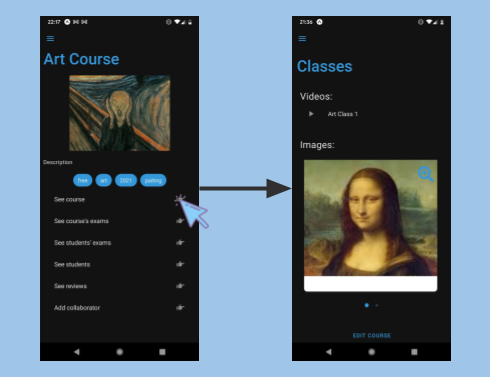 22:17
Art Course
Description
free art 2021 paiting
See course
See course's exams
See students' exams
See students
See reviews
Add collaborator
21:36
Classes
Videos:
Art Class 1
Images:
EDIT COURSE